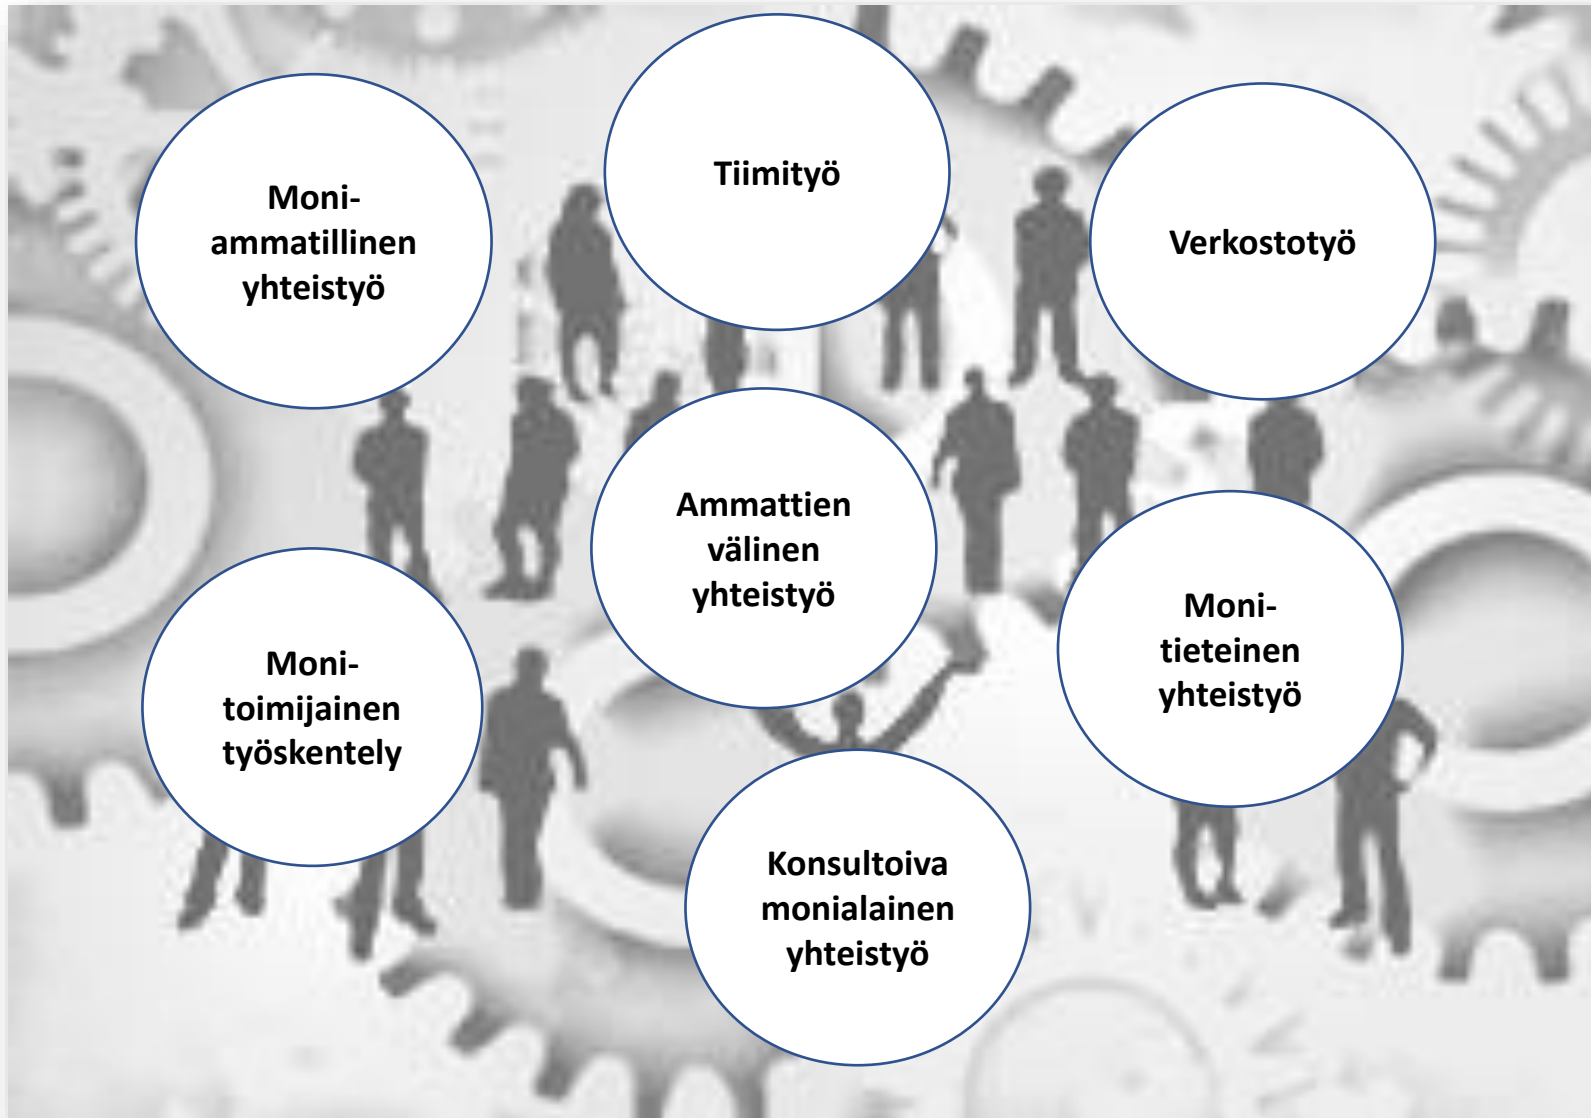 Moni-
ammatillinen
yhteistyö
Tiimityö
Verkostotyö
Ammattien
välinen
yhteistyö
Moni-
toimijainen
työskentely
Moni-
tieteinen
yhteistyö
Konsultoiva
monialainen
yhteistyö